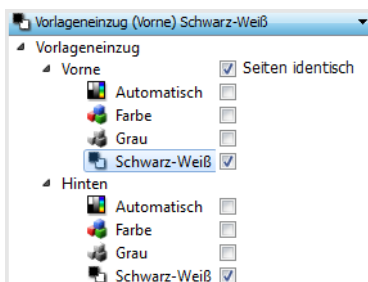 Vorlageneinzug (Vorne) Schwarz-Weiß
Vorlageneinzug
Vorne Seiten identisch
Automatisch
Farbe
Grau
Schwarz-Weiß
Hinten
Automatisch
Farbe
Grau
Schwarz-Weiß